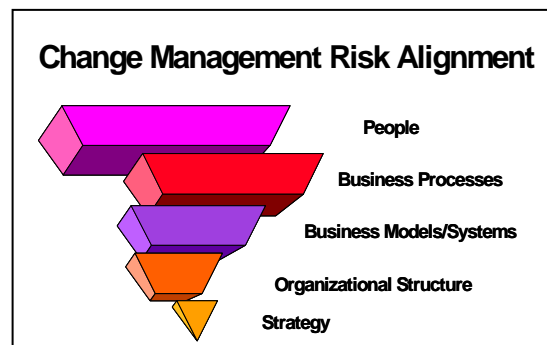 Change Management Risk Alignment
People
Business Processes
Business Models/Systems
Organizational Structure
Strategy